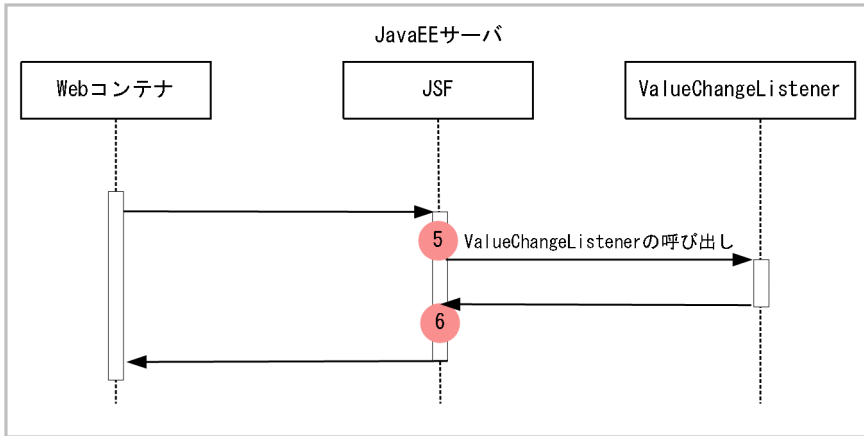 JavaEEサーバ
Webコンテナ
JSF
ValueChangeListener
5
ValueChangeListenerの呼び出し
6